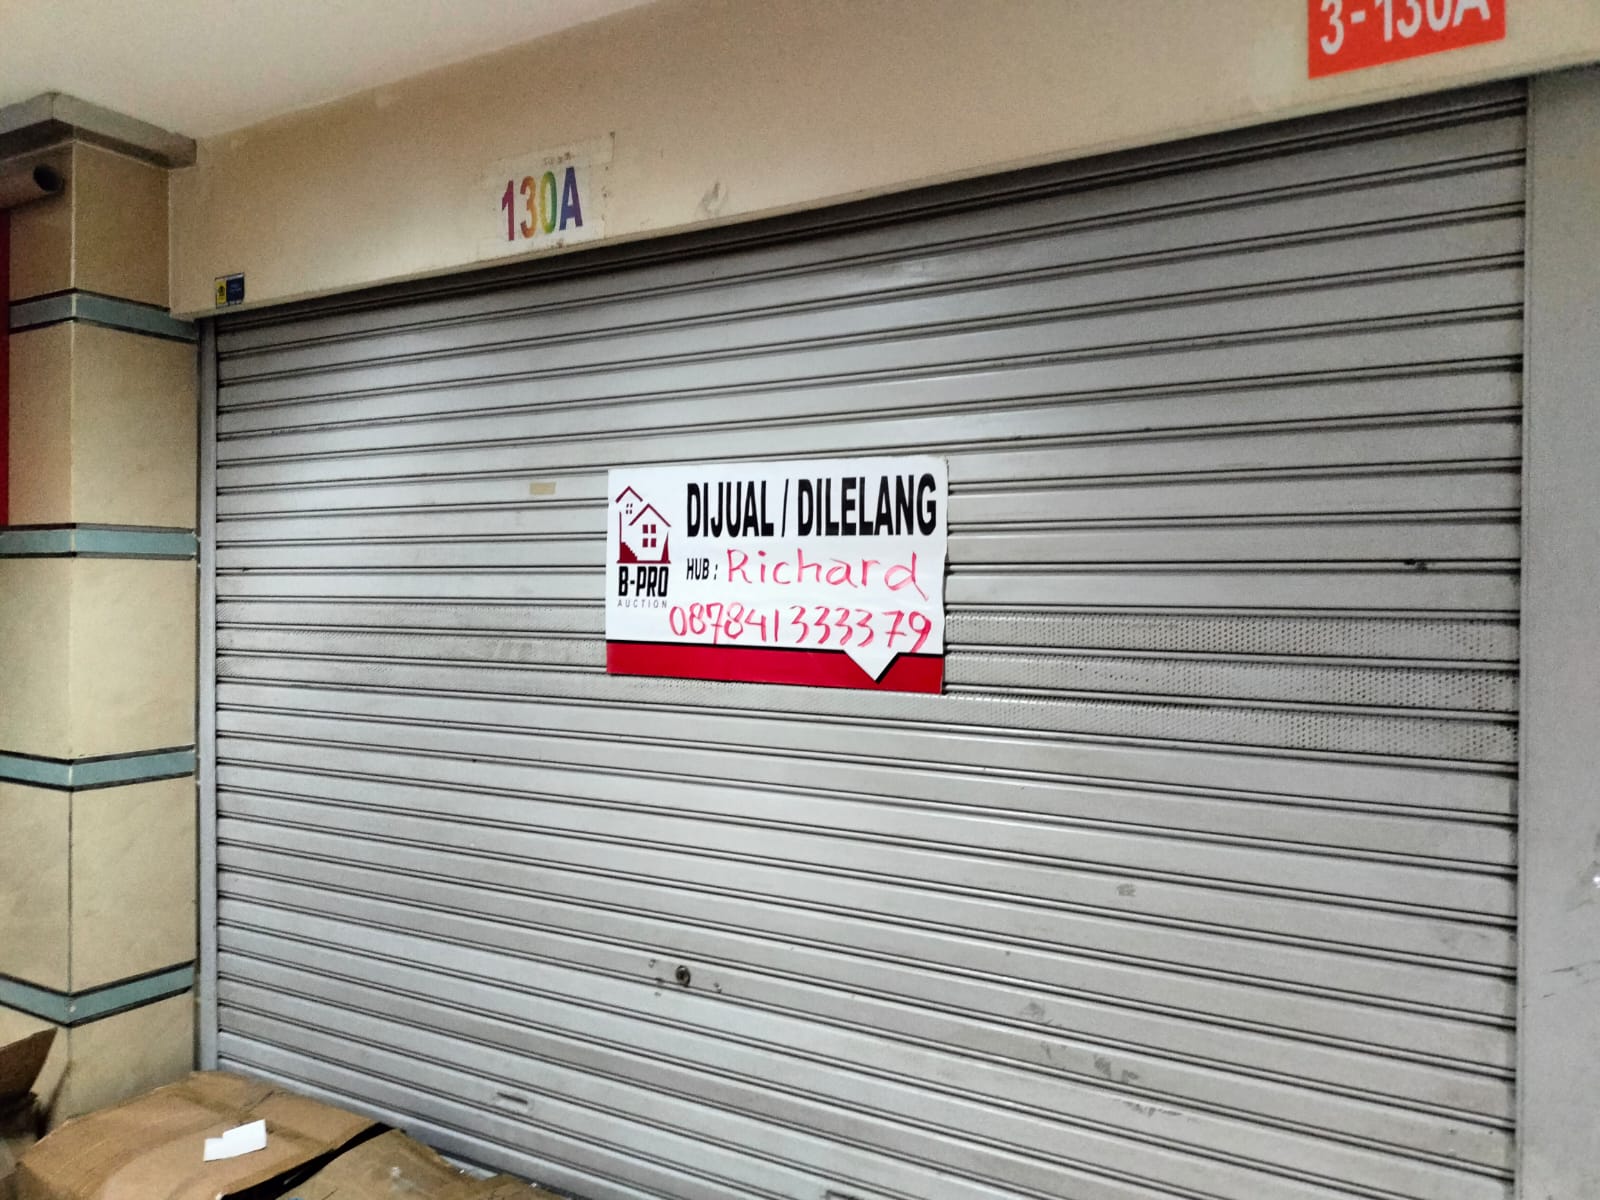 3-130A
130A
DIJUAL / DILELANG
HUB : Richard
087841333379
B-PRO
AUCTION